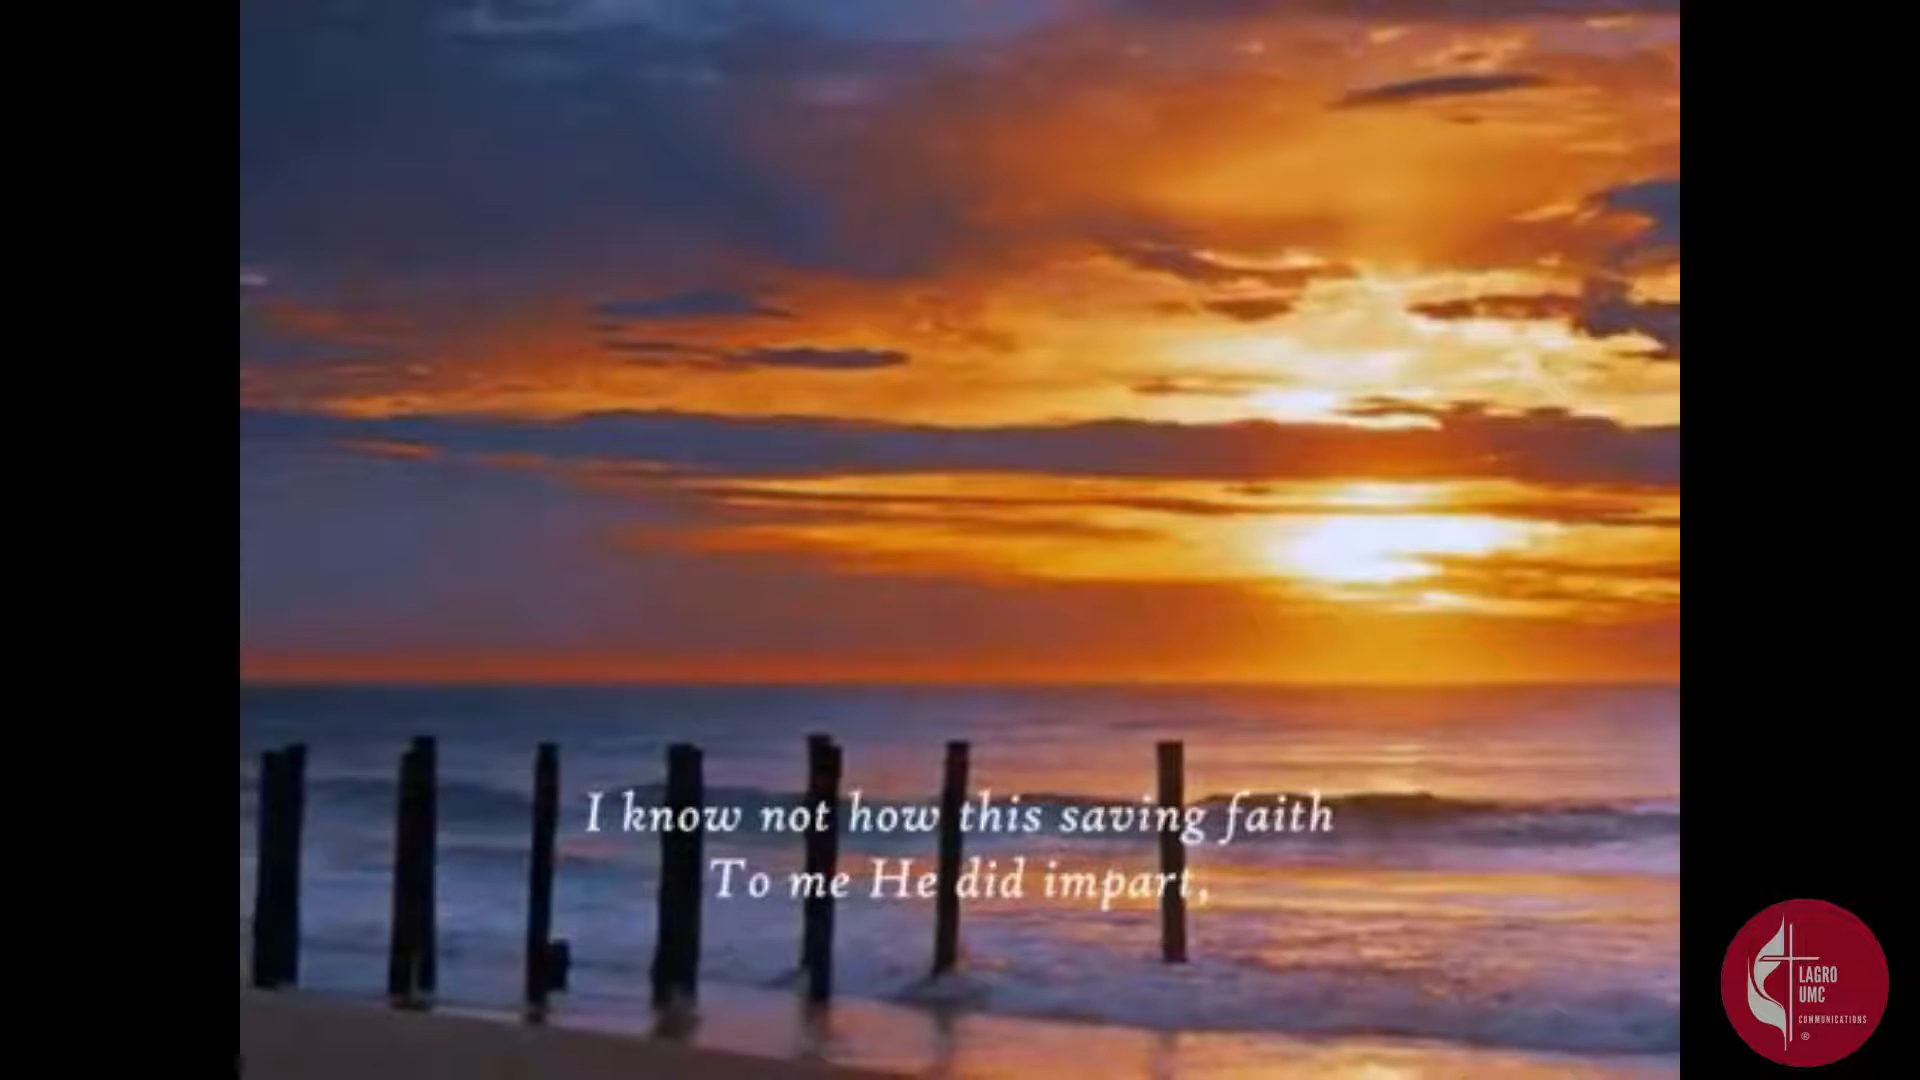 I know not how this saving faith
To me He did impart,
LAGRO
UMC
COMMUNICATIONS
®